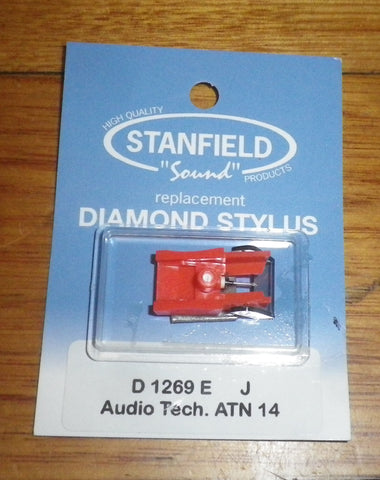 HIGH QUALITY
STANFIELD
"Sound"
PRODUCTS
replacement
DIAMOND STYLUS
D 1269 E J
Audio Tech. ATN 14